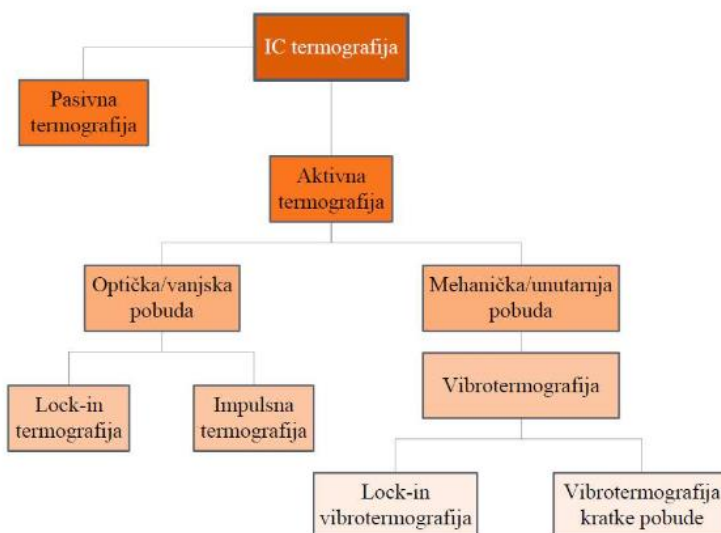 IC termografija
Pasivna
termografija
Aktivna
termografija
Optička/vanjska
pobuda
Mehanička/unutarnja
pobuda
Lock-in
termografija
Impulsna
termografija
Vibrotermografija
Lock-in
vibrotermografija
Vibrotermografija
kratke pobude